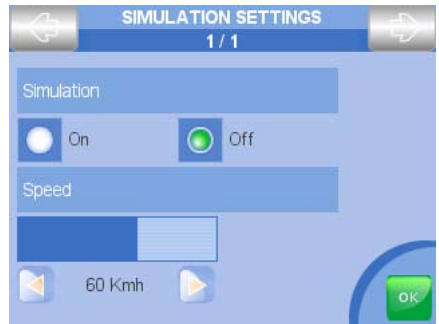 SIMULATION SETTINGS
1 / 1
Simulation
On
Off
Speed
60 Kmh
OK